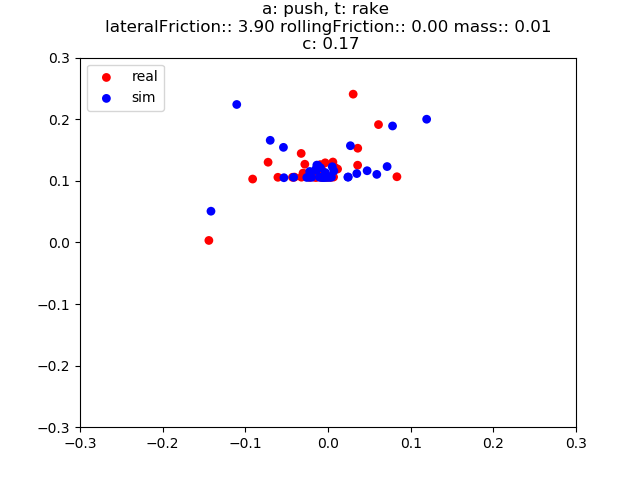 a: push, t: rake
lateralFriction:: 3.90 rollingFriction:: 0.00 mass:: 0.01
c: 0.17
real
sim
0.3
0.2
0.1
0.0
−0.1
−0.2
−0.3
−0.3 −0.2 −0.1 0.0 0.1 0.2 0.3